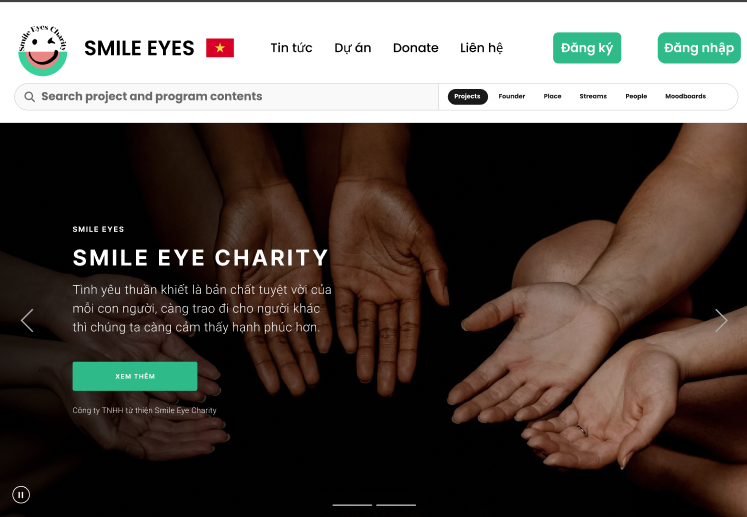 Smile Eyes Charity
SMILE EYES
Tin tức
Dự án
Donate
Liên hệ
Đăng ký
Đăng nhập
Search project and program contents
Projects
Founder
Place
Streams
People
Moodboards
SMILE EYES
SMILE EYE CHARITY
Tình yêu thuần khiết là bản chất tuyệt vời của
mỗi con người, càng trao đi cho người khác
thì chúng ta càng cảm thấy hạnh phúc hơn.
XEM THÊM
Công ty TNHH từ thiện Smile Eye Charity